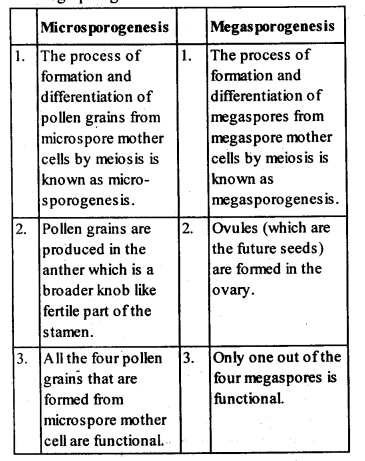 Microsporogenesis
Megasporogenesis
1. The process of
formation and
differentiation of
pollen grains from
microspore mother
cells by meiosis is
known as micro-
sporogenesis.
1. The process of
formation and
differentiation of
megaspores from
megaspore mother
cells by meiosis is
known as
megasporogenesis.
2. Pollen grains are
produced in the
anther which is a
broader knob like
fertile part of the
stamen.
2. Ovules (which are
the future seeds)
are formed in the
ovary.
3. All the four pollen
grains that are
formed from
microspore mother
cell are functional.
3. Only one out of the
four megaspores is
functional.